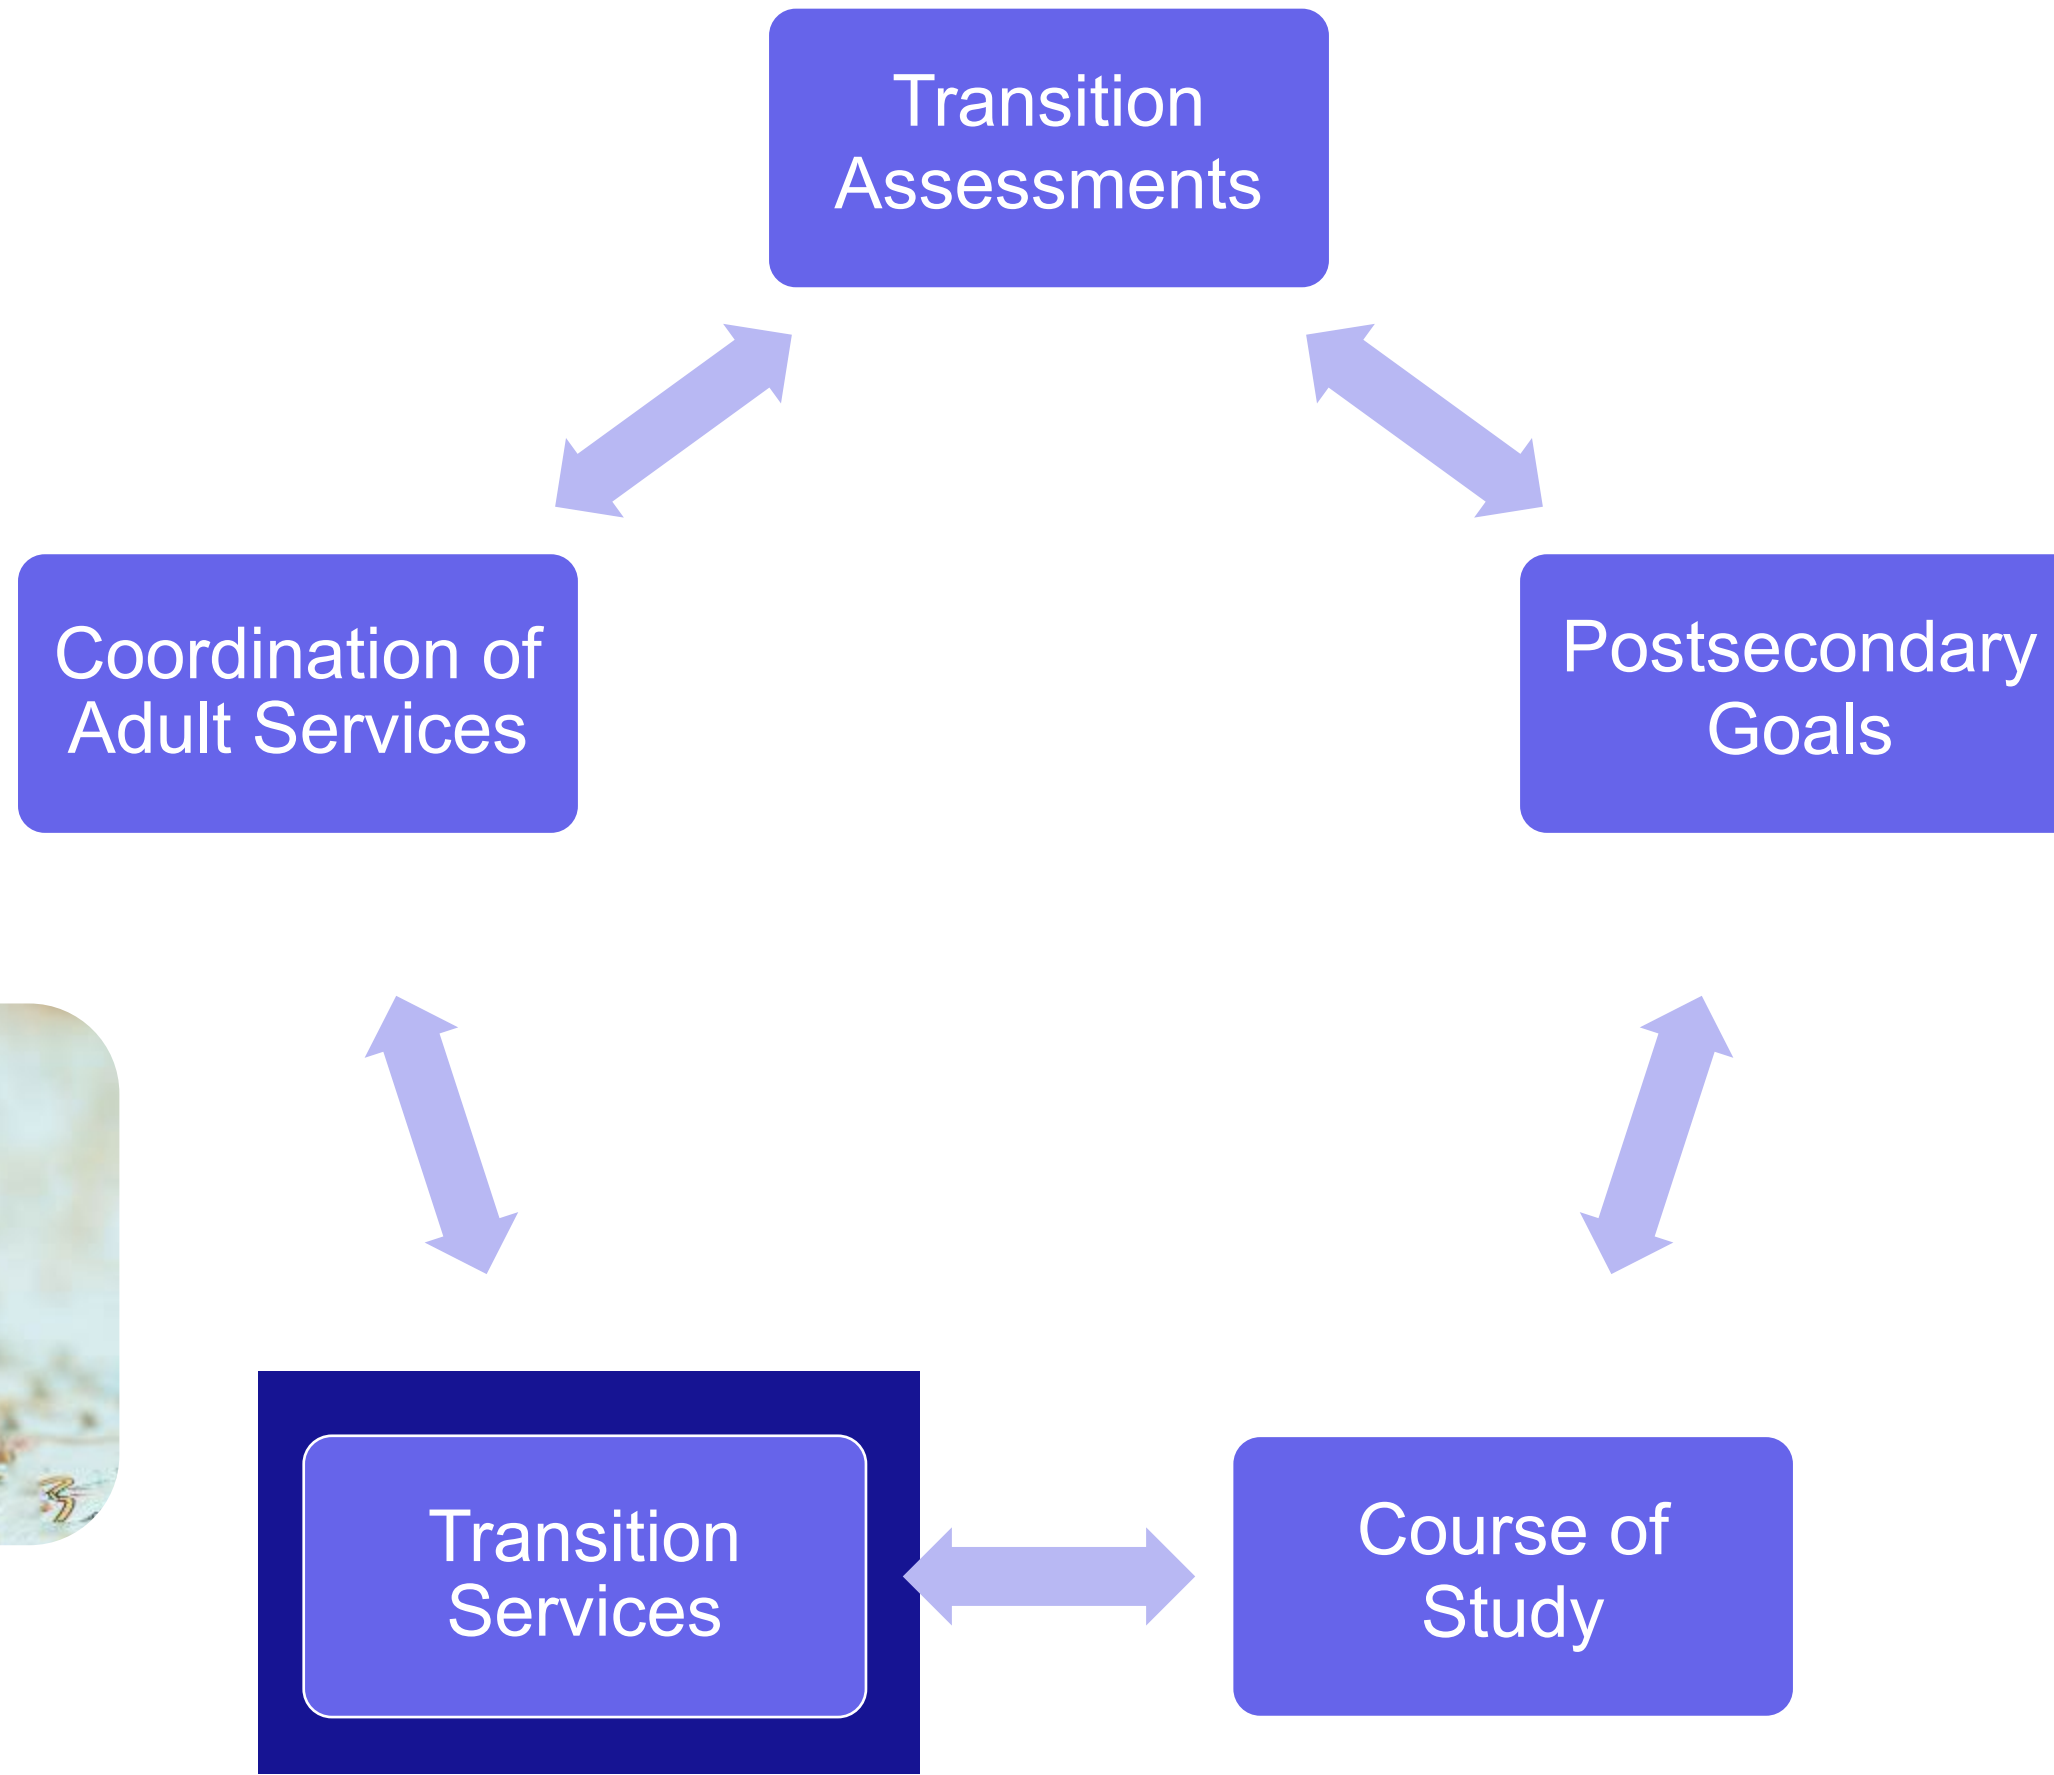 Transition
Assessments
Coordination of
Adult Services
Postsecondary
Goals
Transition
Services
Course of
Study